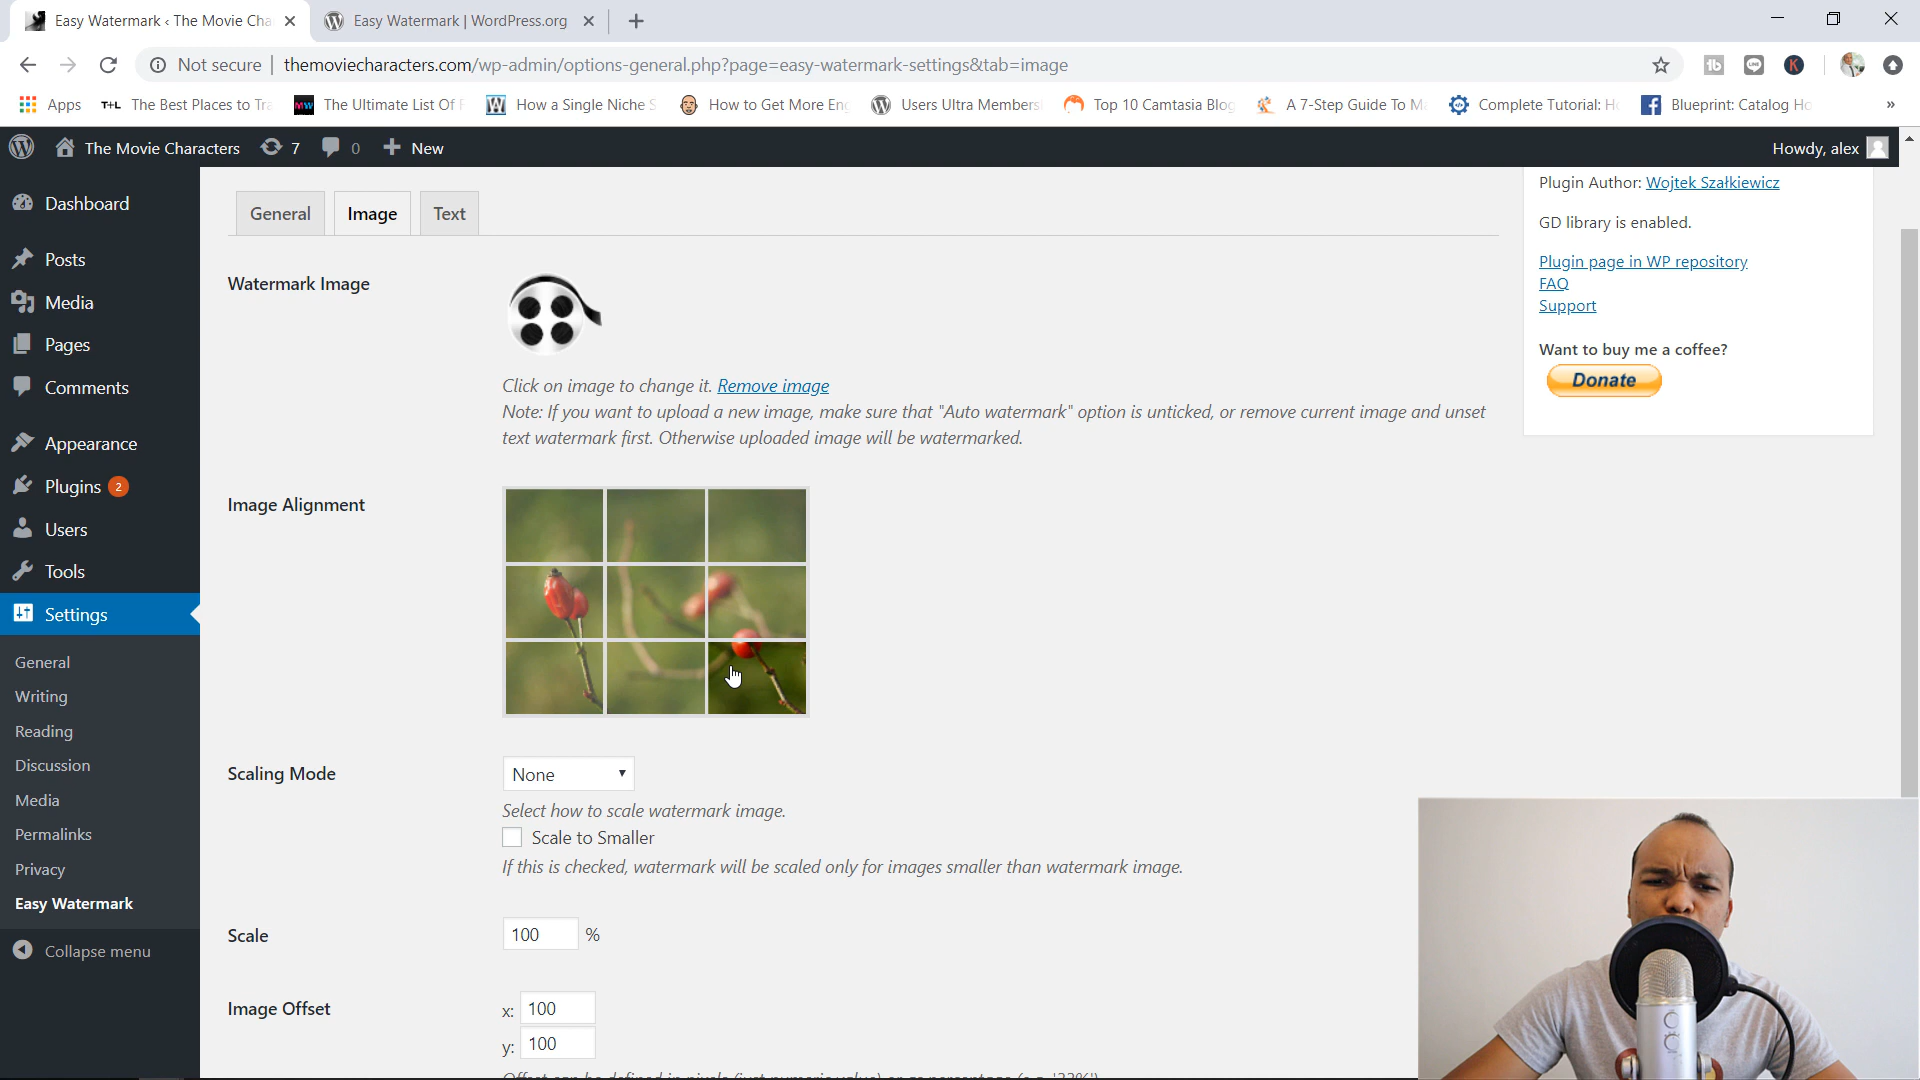 Easy Watermark ‹ The Movie Cha
Easy Watermark | WordPress.org
Not secure | themoviecharacters.com/wp-admin/options-general.php?page=easy-watermark-settings&tab=image
Apps
T+L The Best Places to Tra
MW The Ultimate List Of F
W How a Single Niche S
How to Get More Eng
Users Ultra Members
Top 10 Camtasia Blog
A 7-Step Guide To M
Complete Tutorial: Ho
Blueprint: Catalog Ho
»
The Movie Characters 7 0 New
Howdy, alex
Dashboard
Posts
Media
Pages
Comments
Appearance
Plugins 2
Users
Tools
Settings
General
Writing
Reading
Discussion
Media
Permalinks
Privacy
Easy Watermark
Collapse menu
General Image Text
Watermark Image
Click on image to change it. Remove image
Note: If you want to upload a new image, make sure that "Auto watermark" option is unticked, or remove current image and unset
text watermark first. Otherwise uploaded image will be watermarked.
Image Alignment
Scaling Mode
None
Select how to scale watermark image.
Scale to Smaller
If this is checked, watermark will be scaled only for images smaller than watermark image.
Scale
100 %
Image Offset
x: 100
y: 100
Plugin Author: Wojtek Szałkiewicz
GD library is enabled.
Plugin page in WP repository
FAQ
Support
Want to buy me a coffee?
Donate